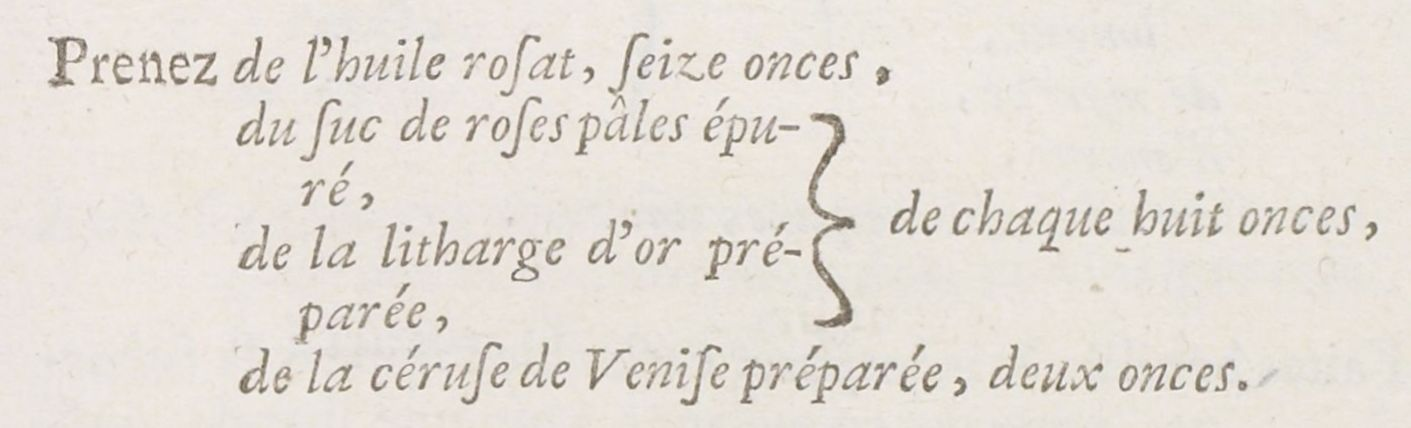 Prenez de l'huile roſat, ſeize onces,
du ſuc de roſes pâles épu-
ré,
de la litharge d'or pré-
parée,
de chaque huit onces,
de la céruſe de Veniſe préparée, deux onces.